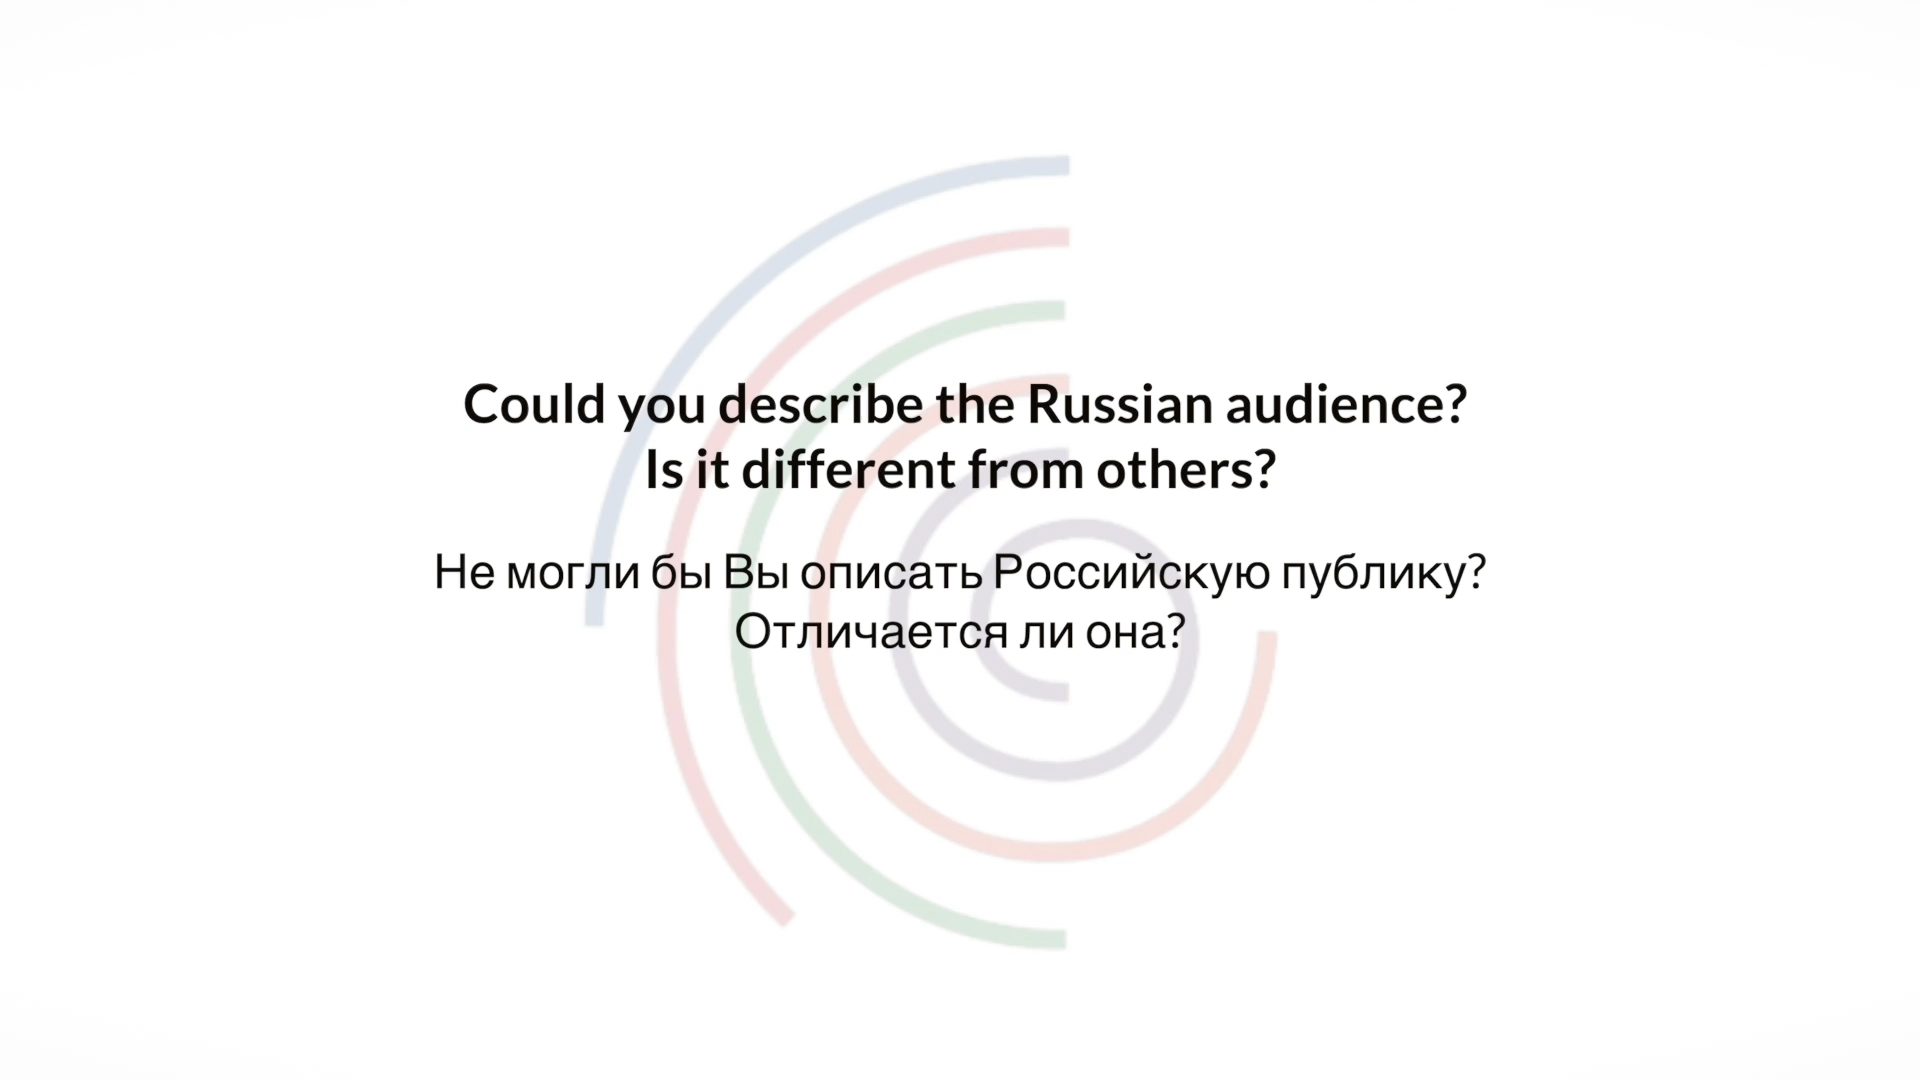 Could you describe the Russian audience?
Is it different from others?
Не могли бы Вы описать Российскую публику?
Отличается ли она?